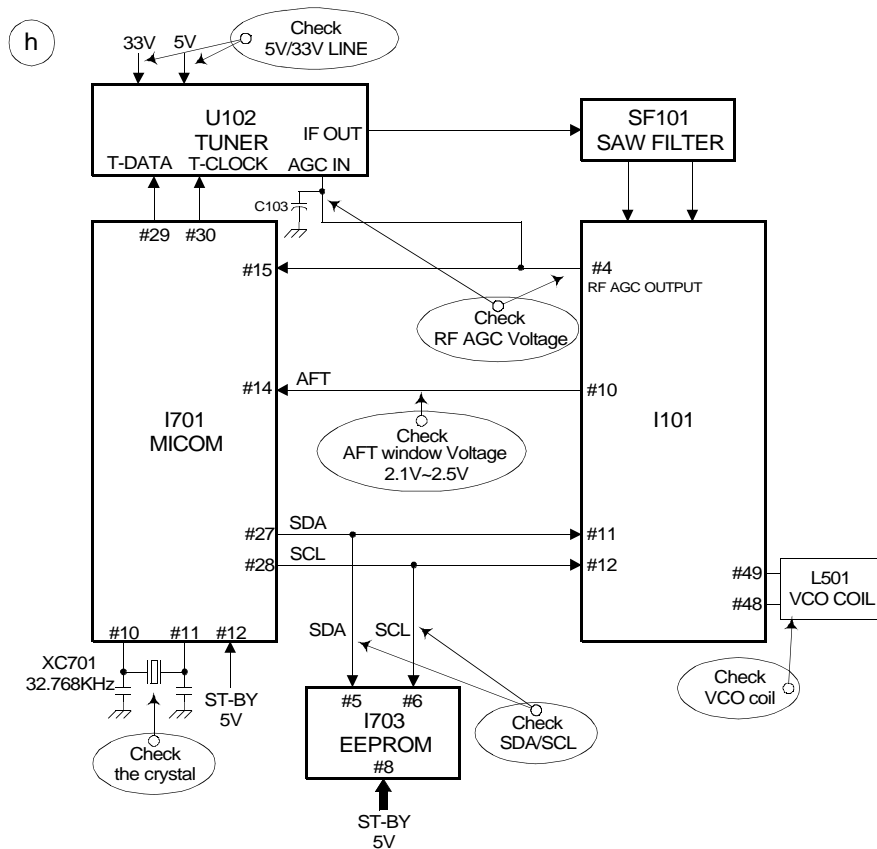 h
33V
5V
Check
5V/33V LINE
U102
TUNER
IF OUT
T-DATA
T-CLOCK
AGC IN
SF101
SAW FILTER
C103
#29
#30
#15
#4
RF AGC OUTPUT
Check
RF AGC Voltage
#14
AFT
#10
I701
MICOM
I101
Check
AFT window Voltage
2.1V~2.5V
#27
SDA
#11
#28
SCL
#12
#49
#48
L501
VCO COIL
#10
#11
#12
SDA
SCL
XC701
32.768KHz
ST-BY
5V
Check
VCO coil
#5
#6
I703
EEPROM
#8
Check
SDA/SCL
Check
the crystal
ST-BY
5V